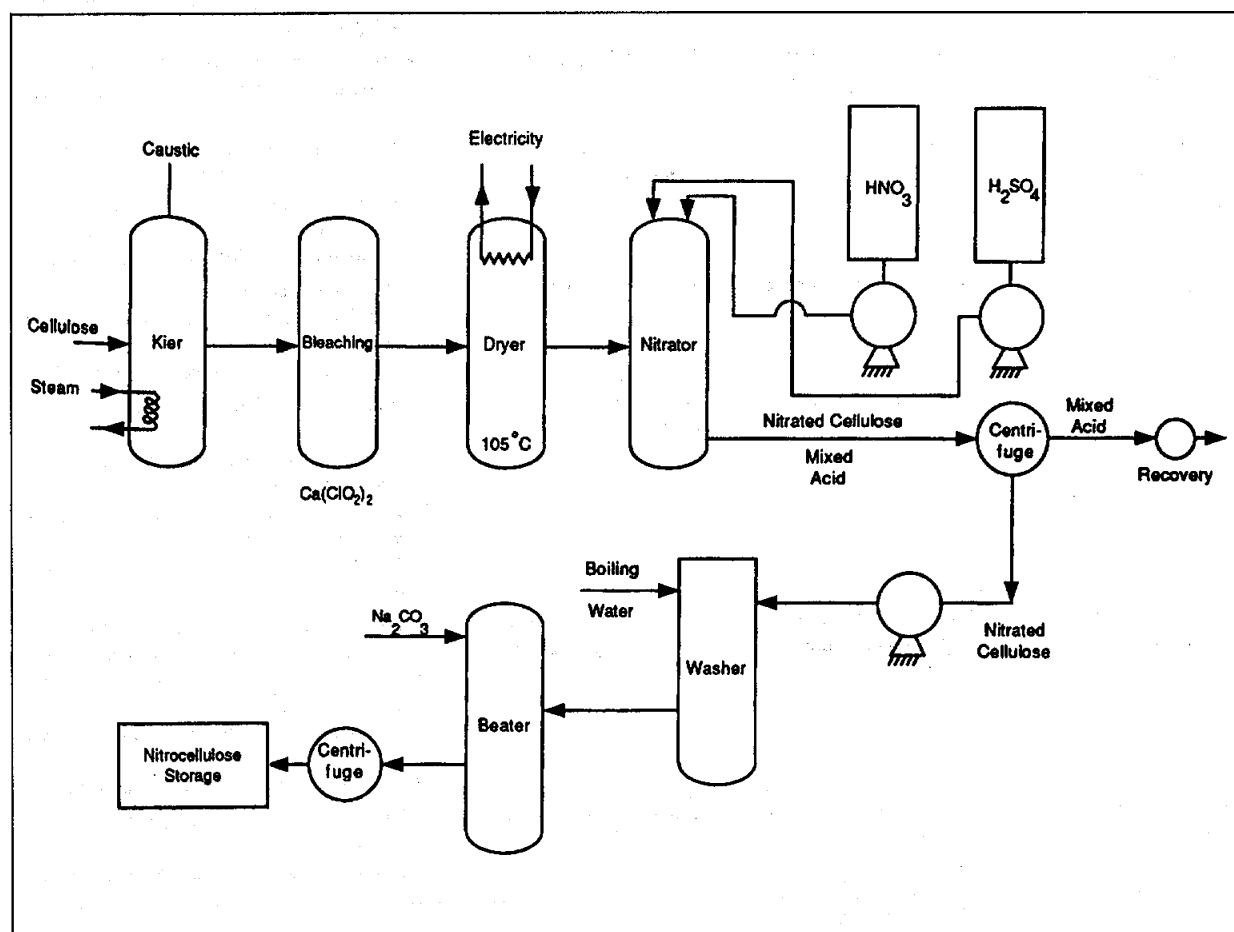 Caustic
Electricity
HNO3
H2SO4
Cellulose
Kier
Bleaching
Dryer
Nitrator
Steam
105°C
Ca(ClO2)2
Nitrated Cellulose
Mixed
Acid
Centri-
fuge
Mixed
Acid
Recovery
Boiling
Water
Na2CO3
Washer
Nitrated
Cellulose
Beater
Nitrocellulose
Storage
Centri-
fuge